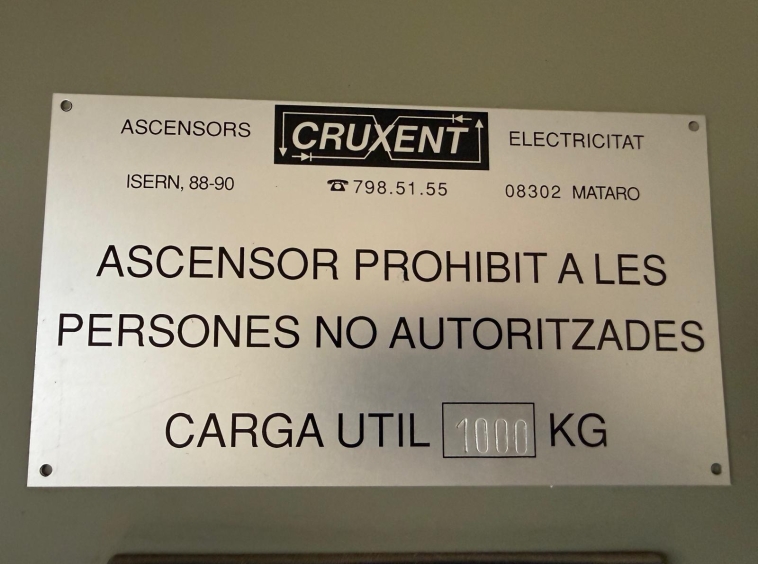 ASCENSORS CRUXENT ELECTRICITAT
ISERN, 88-90 ☎ 798.51.55 08302 MATARO
ASCENSOR PROHIBIT A LES
PERSONES NO AUTORITZADES
CARGA UTIL 1000 KG